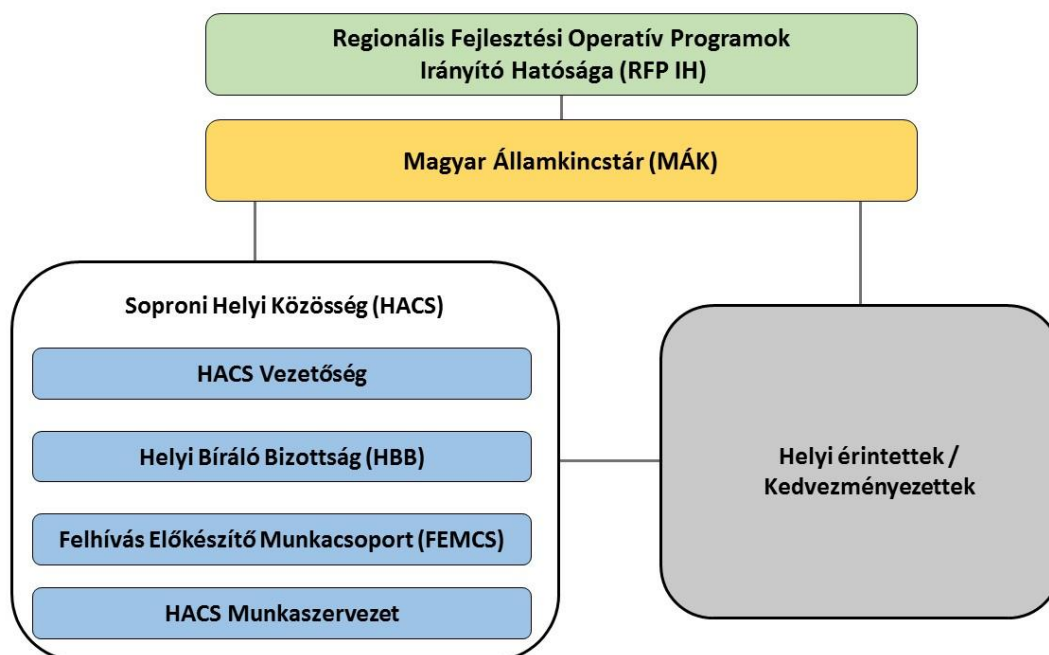 Regionális Fejlesztési Operatív Programok
Irányító Hatósága (RFP IH)
Magyar Államkincstár (MÁK)
Soproni Helyi Közösség (HACS)
HACS Vezetőség
Helyi Bíráló Bizottság (HBB)
Felhívás Előkészítő Munkacsoport (FEMCS)
HACS Munkaszervezet
Helyi érintettek /
Kedvezményezettek